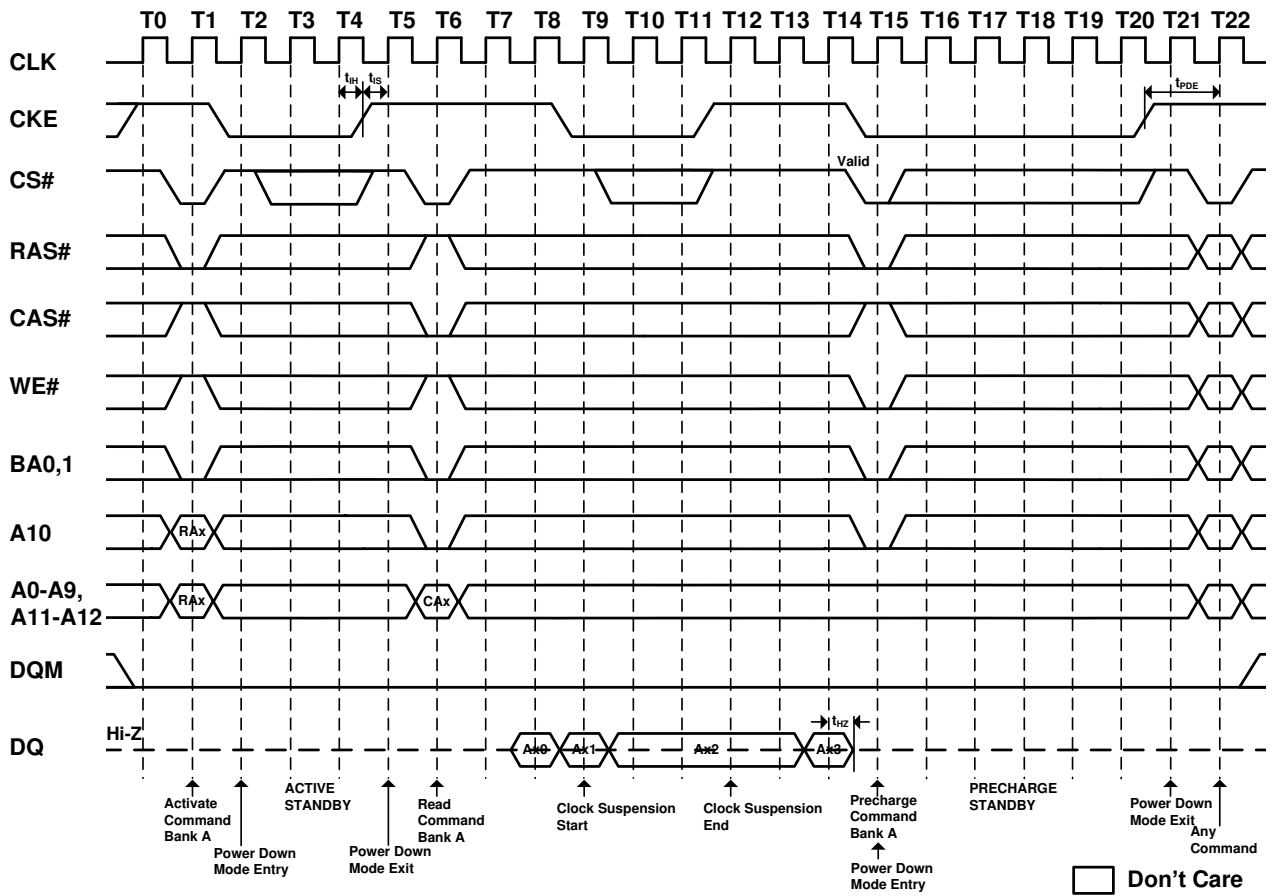 T0 T1 T2 T3 T4 T5 T6 T7 T8 T9 T10 T11 T12 T13 T14 T15 T16 T17 T18 T19 T20 T21 T22
CLK
tIH tIS
tPDE
CKE
Valid
CS#
RAS#
CAS#
WE#
BA0,1
A10
RAx
A0-A9,
A11-A12
RAx
CAx
DQM
DQ
Hi-Z
Ax0
Ax1
Ax2
Ax3
tHZ
Activate
Command
Bank A
Power Down
Mode Entry
ACTIVE
STANDBY
Power Down
Mode Exit
Read
Command
Bank A
Clock Suspension
Start
Clock Suspension
End
Precharge
Command
Bank A
Power Down
Mode Entry
PRECHARGE
STANDBY
Power Down
Mode Exit
Any
Command
Don't Care